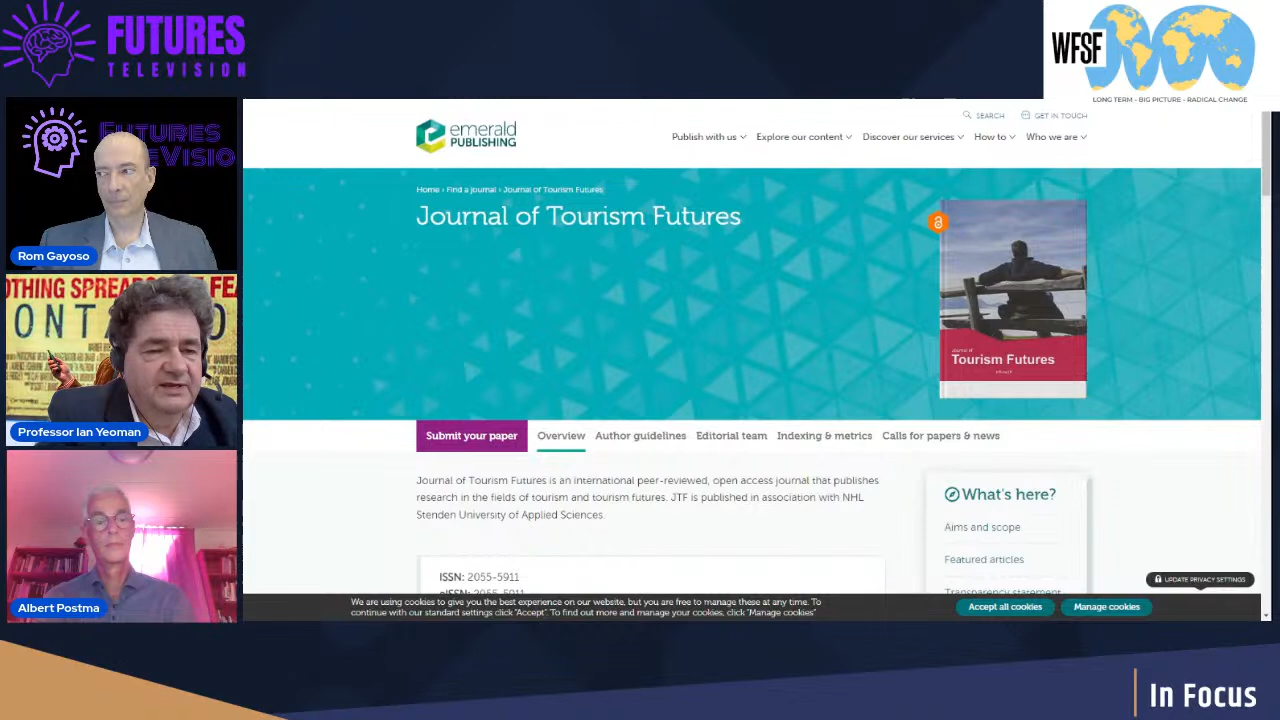 FUTURES
TELEVISION
WFSF
LONG TERM - BIG PICTURE - RADICAL CHANGE
Rom Gayoso
Professor Ian Yeoman
Albert Postma
emerald
PUBLISHING
SEARCH
GET IN TOUCH
Publish with us
Explore our content
Discover our services
How to
Who we are
Home › Find a journal › Journal of Tourism Futures
Journal of Tourism Futures
Journal of
Tourism Futures
Submit your paper
Overview
Author guidelines
Editorial team
Indexing & metrics
Calls for papers & news
Journal of Tourism Futures is an international peer-reviewed, open access journal that publishes
research in the fields of tourism and tourism futures. JTF is published in association with NHL
Stenden University of Applied Sciences.
ISSN: 2055-5911
What's here?
Aims and scope
Featured articles
Transparency statement
UPDATE PRIVACY SETTINGS
We are using cookies to give you the best experience on our website, but you are free to manage these at any time. To
continue with our standard settings click "Accept". To find out more and manage your cookies, click "Manage cookies"
Accept all cookies
Manage cookies
In Focus